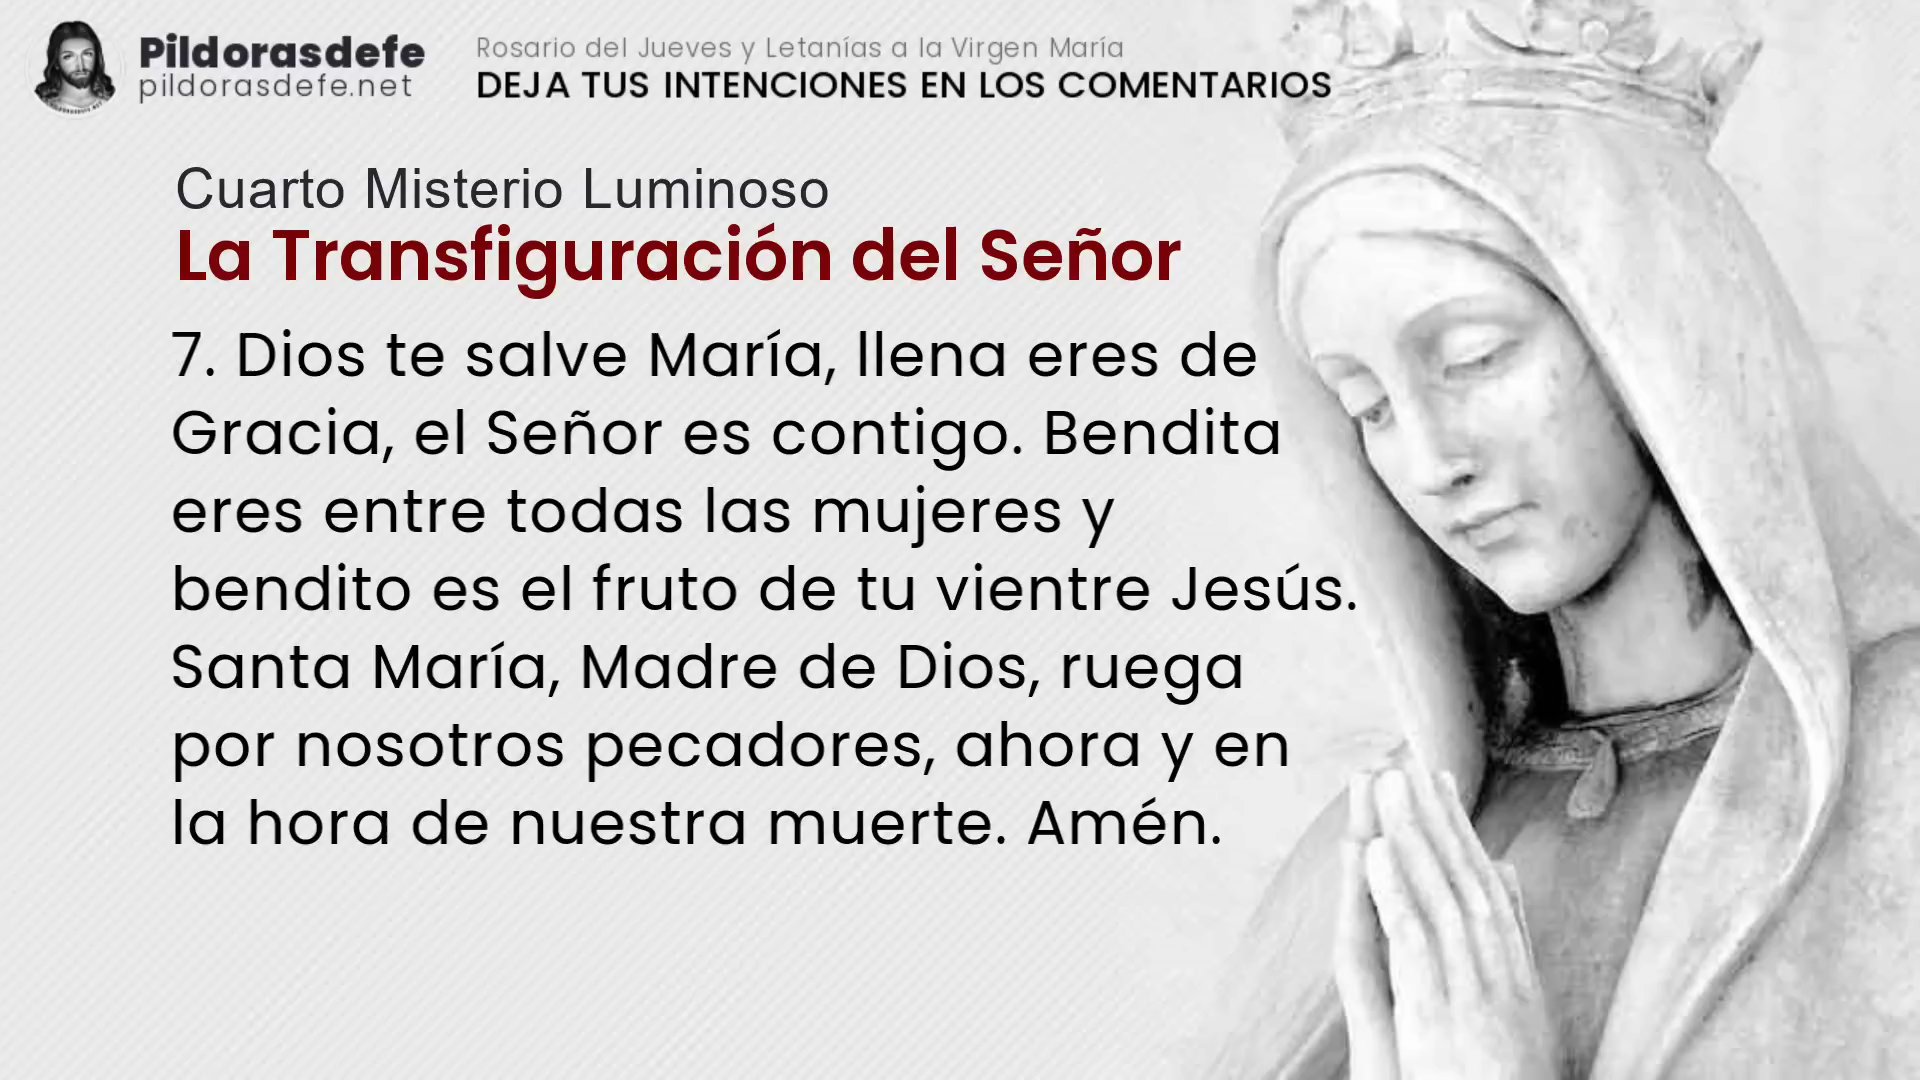 Pildorasdefe
pildorasdefe.net
Rosario del Jueves y Letanías a la Virgen María
DEJA TUS INTENCIONES EN LOS COMENTARIOS
Cuarto Misterio Luminoso
La Transfiguración del Señor
7. Dios te salve María, llena eres de
Gracia, el Señor es contigo. Bendita
eres entre todas las mujeres y
bendito es el fruto de tu vientre Jesús.
Santa María, Madre de Dios, ruega
por nosotros pecadores, ahora y en
la hora de nuestra muerte. Amén.